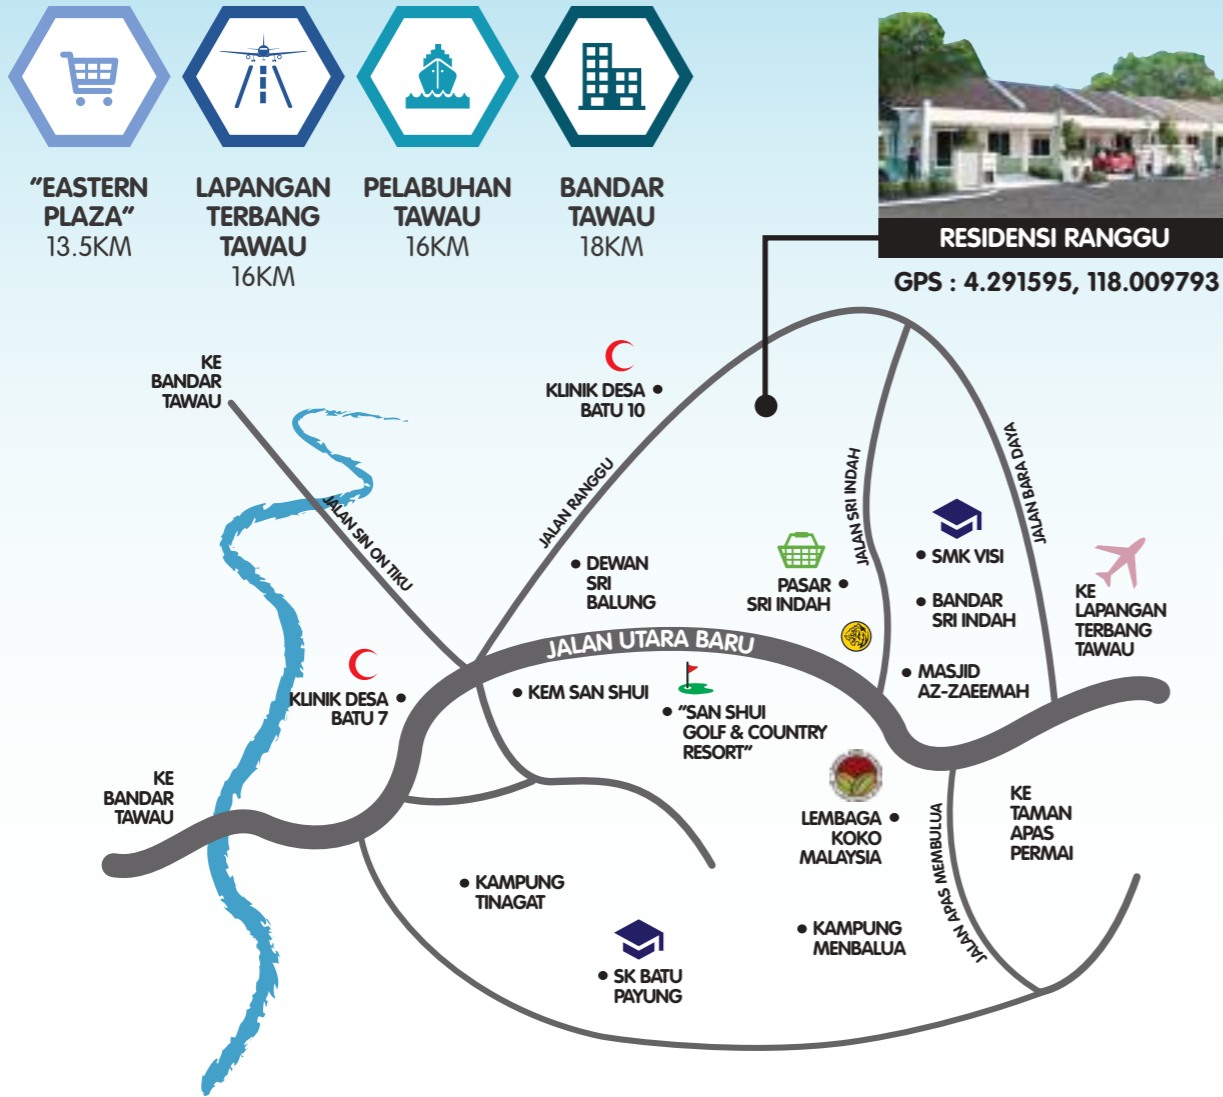 "EASTERN
PLAZA"
13.5KM
LAPANGAN
TERBANG
TAWAU
16KM
PELABUHAN
TAWAU
16KM
BANDAR
TAWAU
18KM
RESIDENSI RANGGU
GPS : 4.291595, 118.009793
KE
BANDAR
TAWAU
KLINIK DESA
BATU 10
JALAN SIN ON TIKU
JALAN RANGGU
JALAN SRI INDAH
JALAN BARA DAYA
DEWAN
SRI
BALUNG
PASAR
SRI INDAH
SMK VISI
BANDAR
SRI INDAH
KE
LAPANGAN
TERBANG
TAWAU
JALAN UTARA BARU
MASJID
AZ-ZAEEMAH
KLINIK DESA
BATU 7
KEM SAN SHUI
"SAN SHUI
GOLF & COUNTRY
RESORT"
KE
BANDAR
TAWAU
LEMBAGA
KOKO
MALAYSIA
KE
TAMAN
APAS
PERMAI
JALAN APAS MEMBULUA
KAMPUNG
TINAGAT
KAMPUNG
MENBALUA
SK BATU
PAYUNG